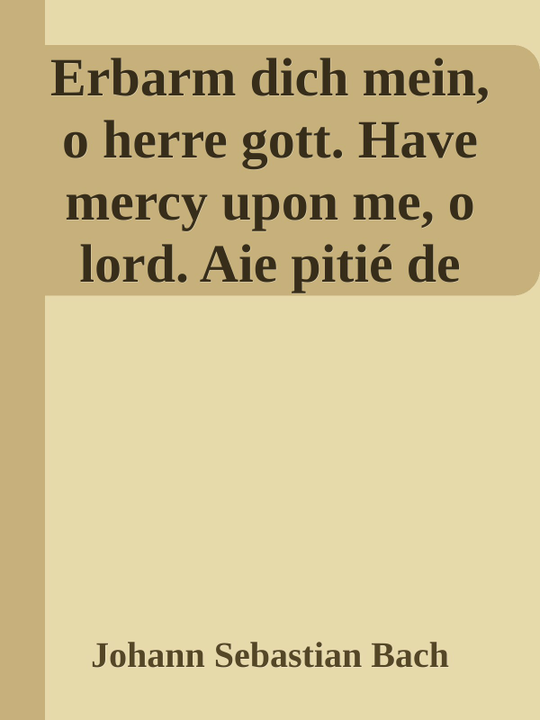 Erbarm dich mein,
o herre gott. Have
mercy upon me, o
lord. Aie pitié de
Johann Sebastian Bach